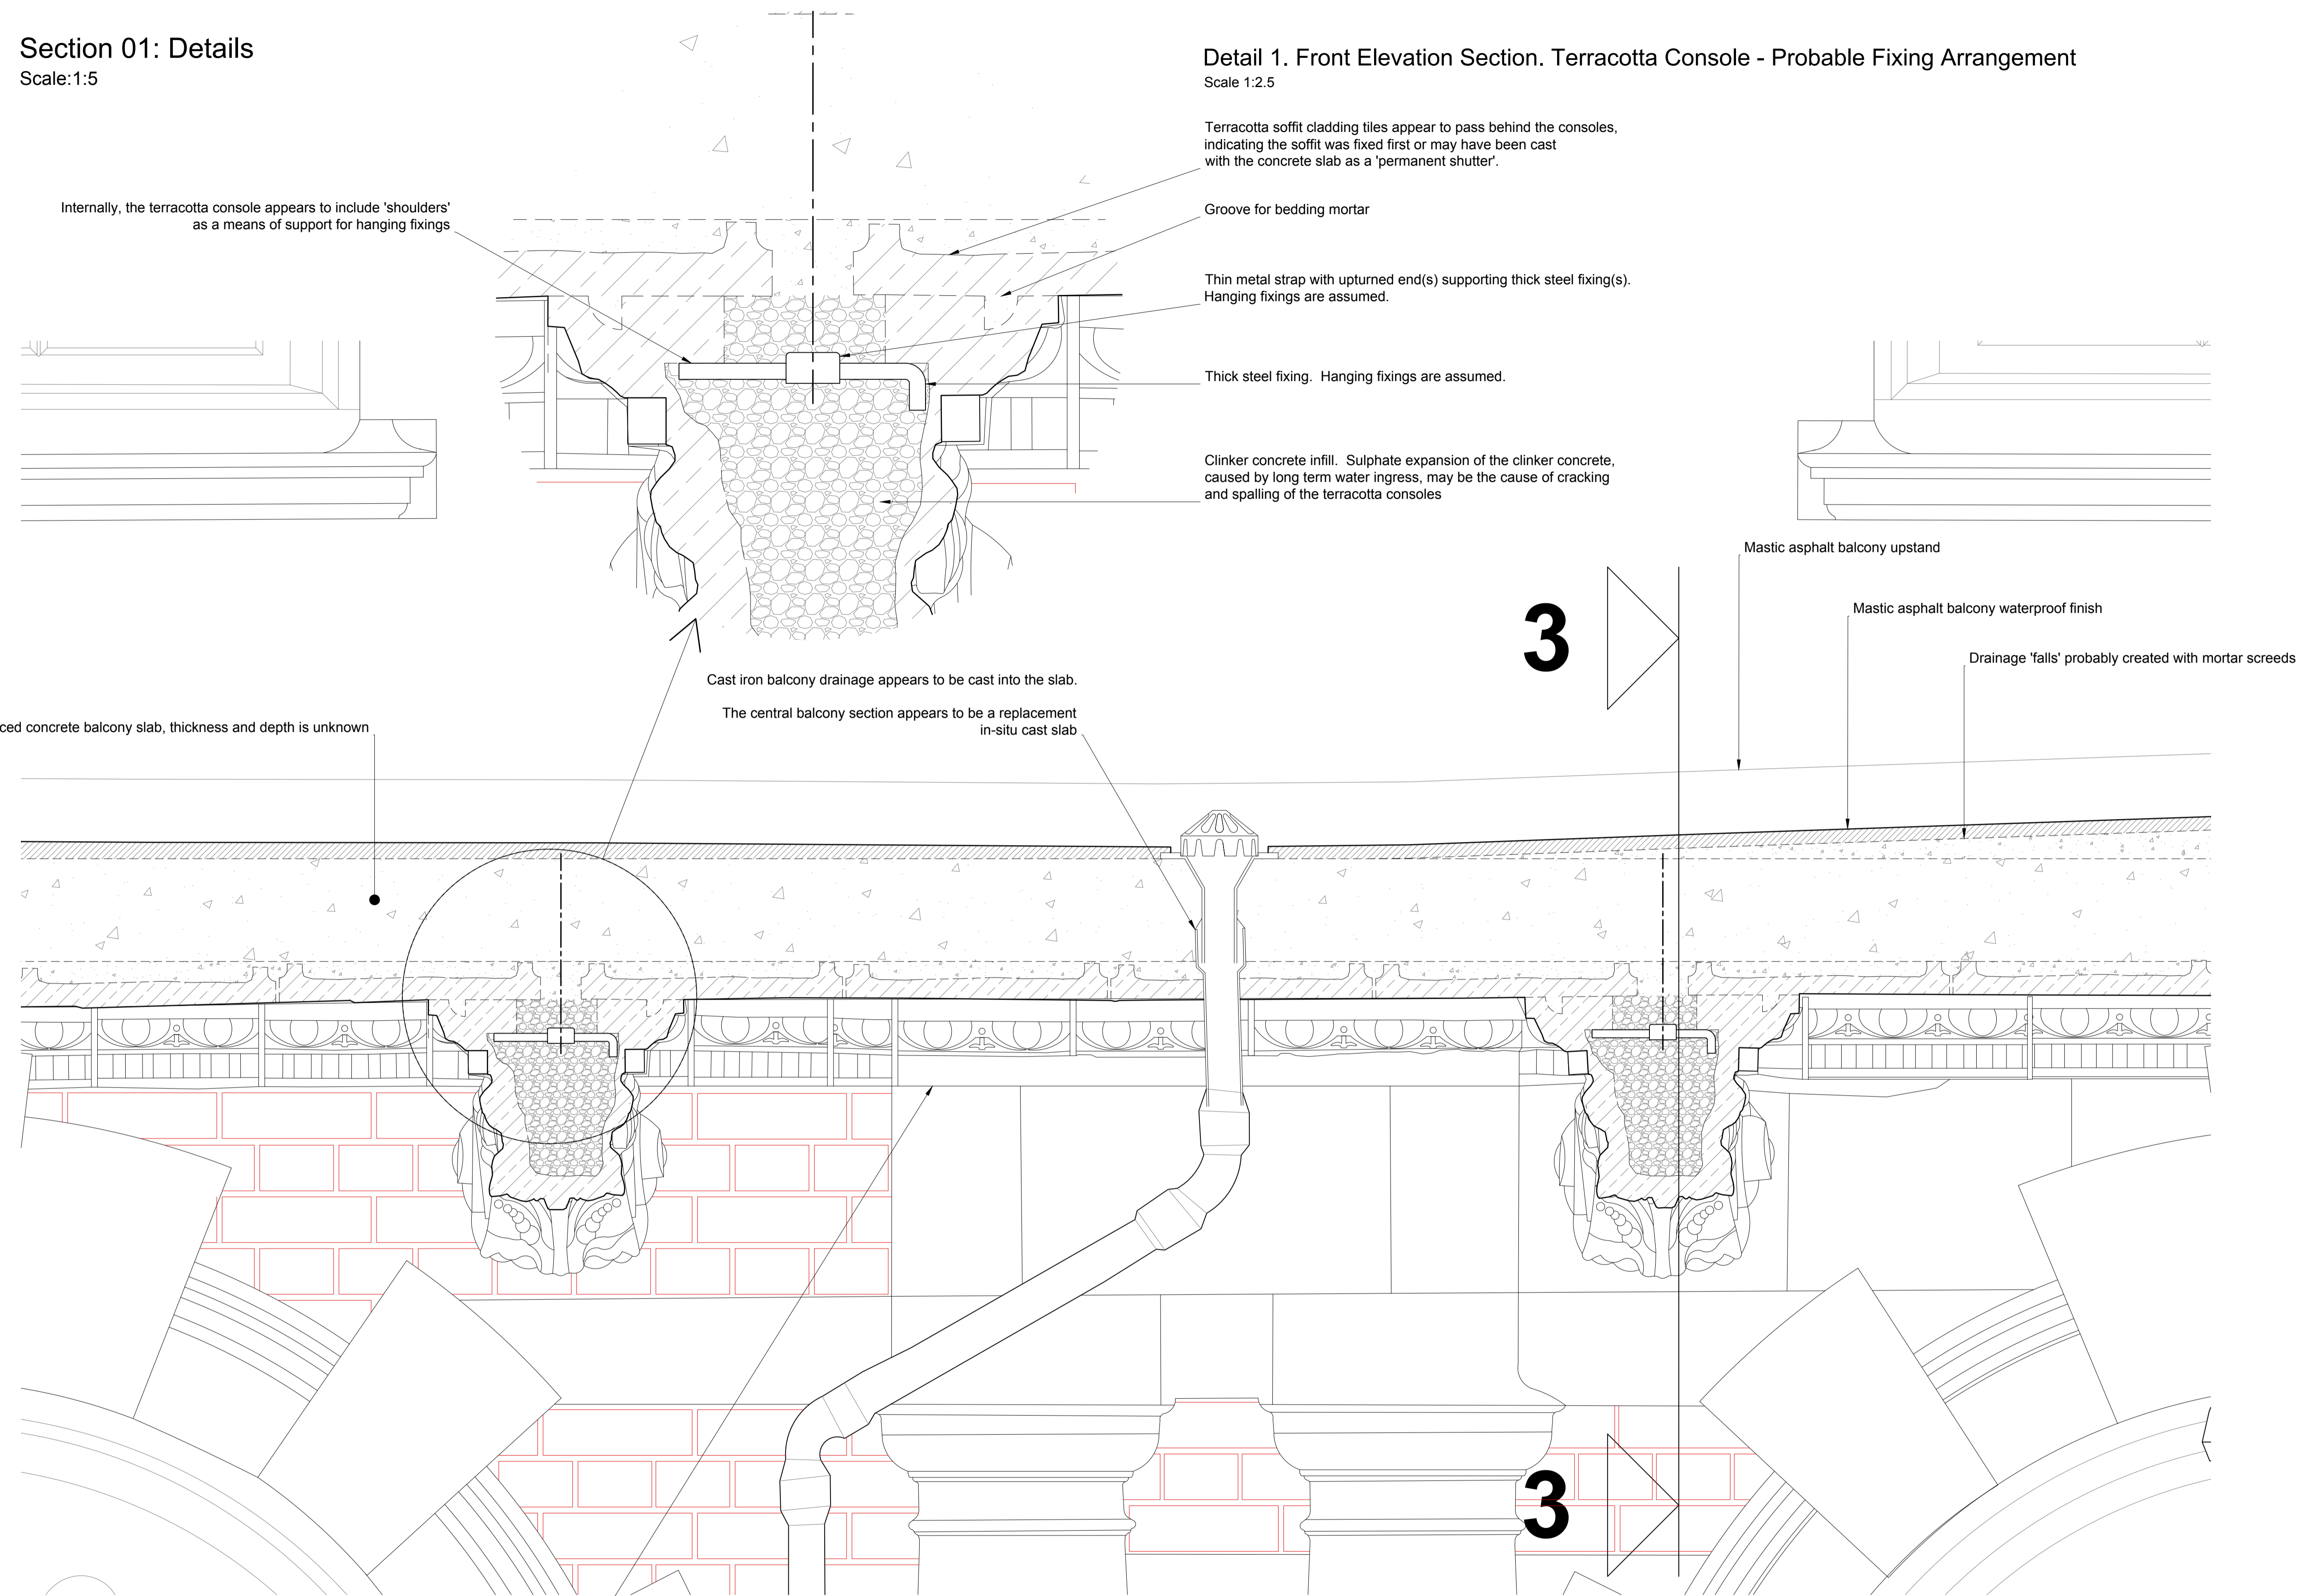 Section 01: Details
Scale:1:5
Detail 1. Front Elevation Section. Terracotta Console - Probable Fixing Arrangement
Scale 1:2.5
Terracotta soffit cladding tiles appear to pass behind the consoles,
indicating the soffit was fixed first or may have been cast
with the concrete slab as a 'permanent shutter'.
Internally, the terracotta console appears to include 'shoulders'
as a means of support for hanging fixings
Groove for bedding mortar
Thin metal strap with upturned end(s) supporting thick steel fixing(s).
Hanging fixings are assumed.
Thick steel fixing.  Hanging fixings are assumed.
Clinker concrete infill.  Sulphate expansion of the clinker concrete,
caused by long term water ingress, may be the cause of cracking
and spalling of the terracotta consoles
Mastic asphalt balcony upstand
3
Mastic asphalt balcony waterproof finish
Drainage 'falls' probably created with mortar screeds
Cast iron balcony drainage appears to be cast into the slab.
The central balcony section appears to be a replacement
in-situ cast slab
concrete balcony slab, thickness and depth is unknown
3